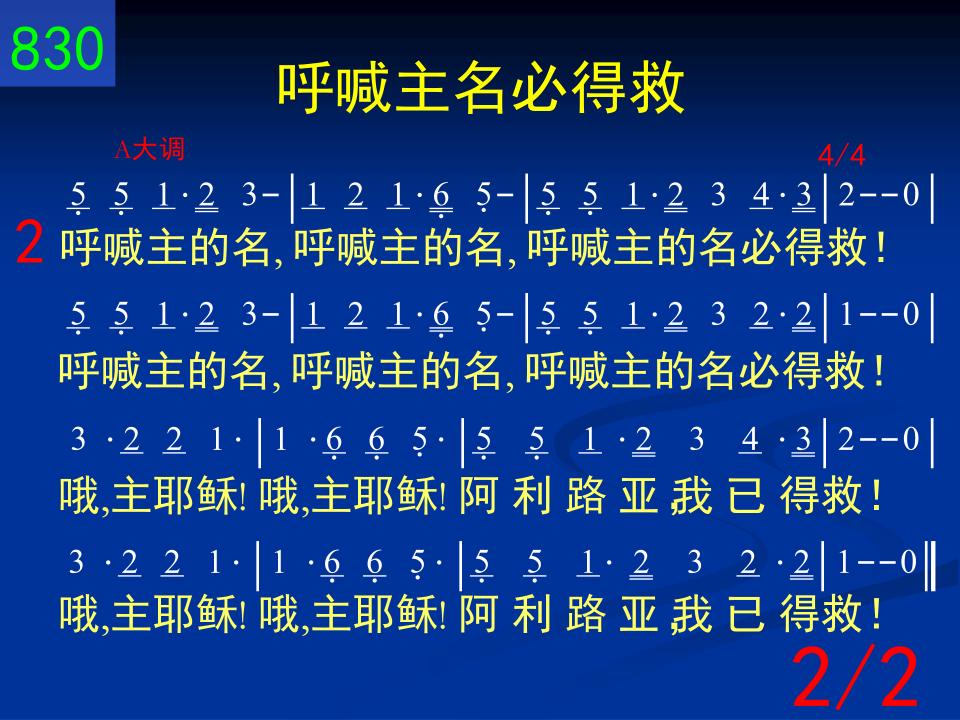 830
呼喊主名必得救
A大调 4/4
5̣ 5̣ 1·2 3-|1 2 1·6̣ 5̣-|5̣ 5̣ 1·2 3 4·3|2--0|
2 呼喊主的名,呼喊主的名,呼喊主的名必得救!
5̣ 5̣ 1·2 3-|1 2 1·6̣ 5̣-|5̣ 5̣ 1·2 3 2·2|1--0|
呼喊主的名,呼喊主的名,呼喊主的名必得救!
3 ·2 2 1·|1 ·6̣ 6̣ 5̣·|5̣ 5̣ 1 ·2 3 4 ·3|2--0|
哦,主耶稣!哦,主耶稣!阿 利 路 亚,我 已 得救!
3 ·2 2 1·|1 ·6̣ 6̣ 5̣·|5̣ 5̣ 1· 2 3 2 ·2|1--0‖
哦,主耶稣!哦,主耶稣!阿 利 路 亚,我 已 得救!
2/2